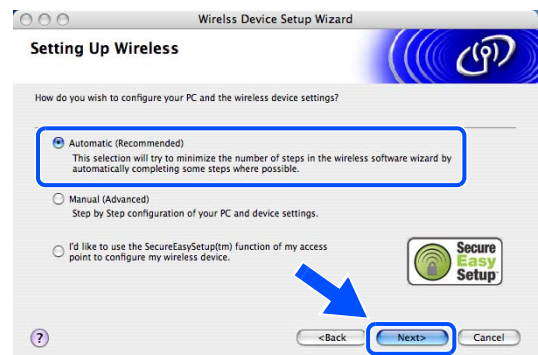 Wirelss Device Setup Wizard
Setting Up Wireless
How do you wish to configure your PC and the wireless device settings?
Automatic (Recommended)
This selection will try to minimize the number of steps in the wireless software wizard by
automatically completing some steps where possible.
Manual (Advanced)
Step by Step configuration of your PC and device settings.
I'd like to use the SecureEasySetup(tm) function of my access
point to configure my wireless device.
Secure
Easy
Setup
?
<Back
Next>
Cancel